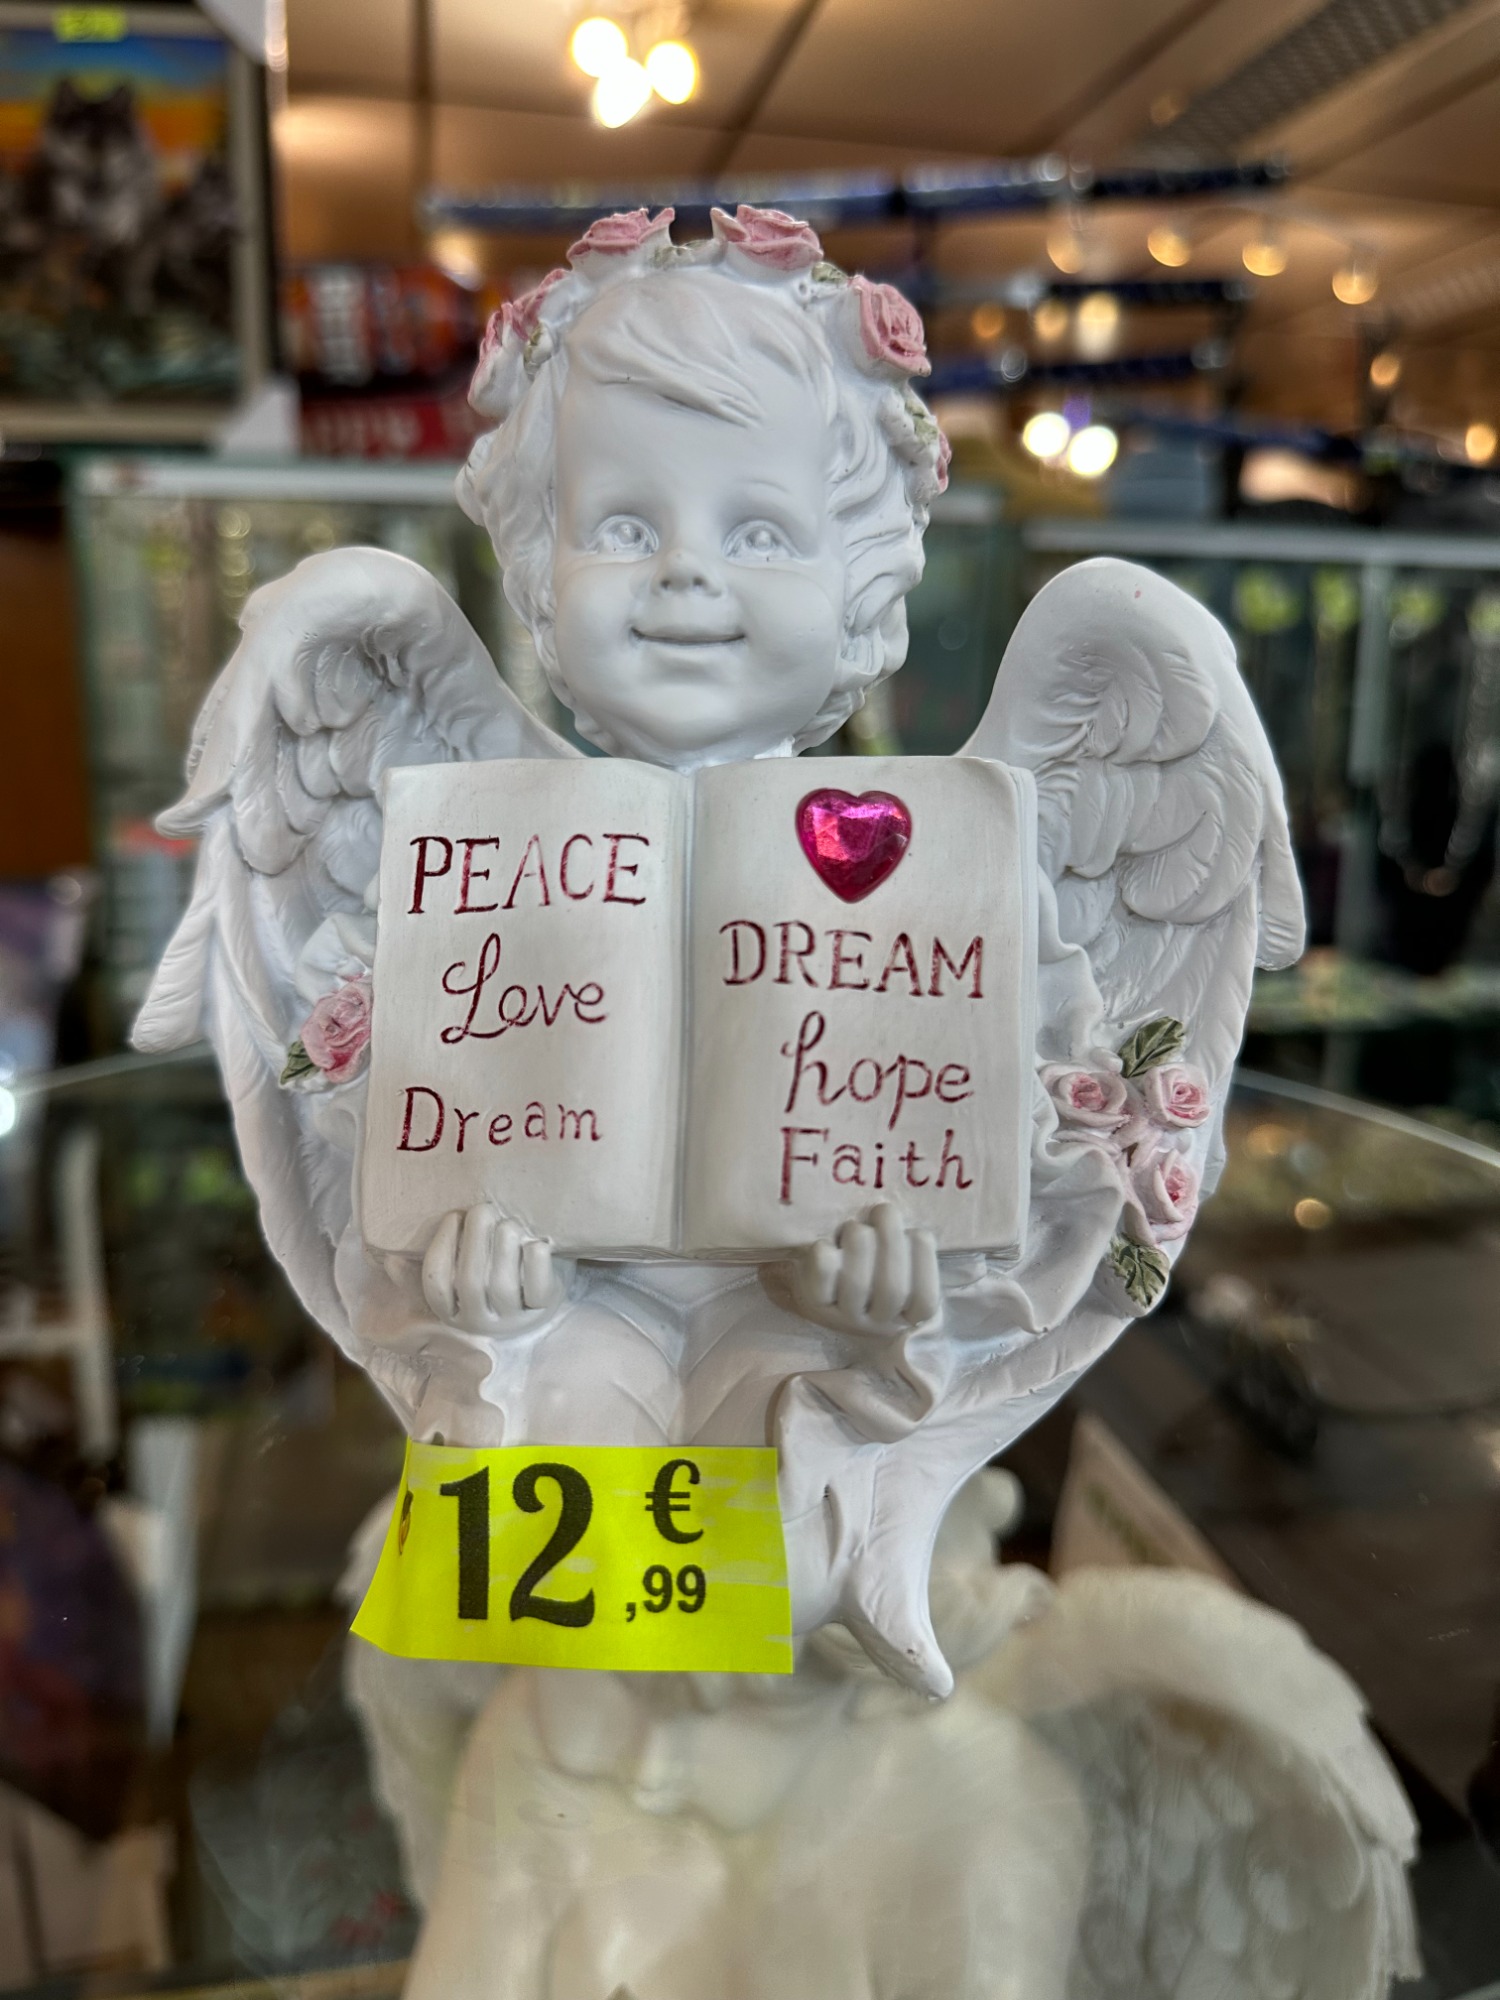 PEACE
Love
Dream
DREAM
hope
Faith
12 €
,99